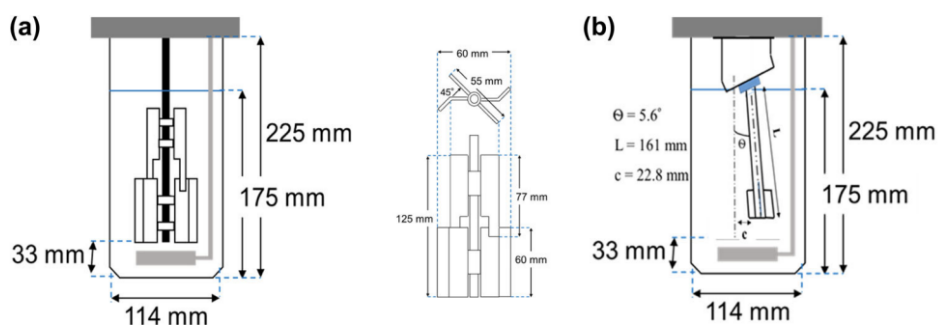 (a)
225 mm
175 mm
33 mm
114 mm
60 mm
55 mm
45°
125 mm
77 mm
60 mm
(b)
Θ = 5.6°
L = 161 mm
c = 22.8 mm
L
Θ
c
225 mm
175 mm
33 mm
114 mm